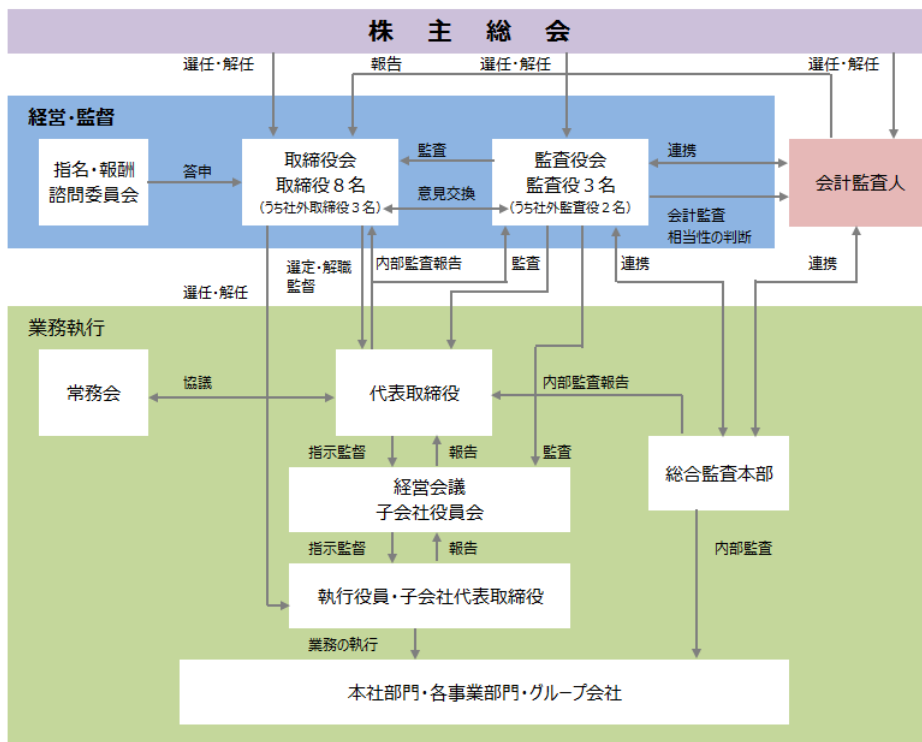 株主総会
選任・解任
報告
選任・解任
選任・解任
経営・監督
指名・報酬
諮問委員会
答申
取締役会
取締役8名
(うち社外取締役3名)
監査
意見交換
監査役会
監査役3名
(うち社外監査役2名)
連携
会計監査
相当性の判断
会計監査人
選任・解任
選定・解職
監督
内部監査報告
監査
連携
連携
業務執行
常務会
協議
代表取締役
内部監査報告
指示監督
報告
監査
総合監査本部
経営会議
子会社役員会
指示監督
報告
内部監査
執行役員・子会社代表取締役
業務の執行
本社部門・各事業部門・グループ会社